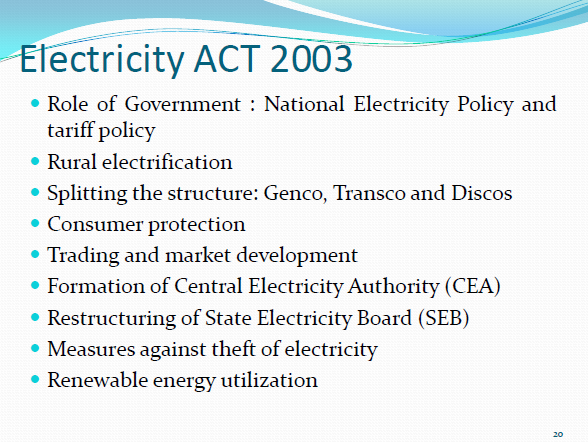 Electricity ACT 2003
• Role of Government : National Electricity Policy and
tariff policy
• Rural electrification
• Splitting the structure: Genco, Transco and Discos
• Consumer protection
• Trading and market development
• Formation of Central Electricity Authority (CEA)
• Restructuring of State Electricity Board (SEB)
• Measures against theft of electricity
• Renewable energy utilization
20